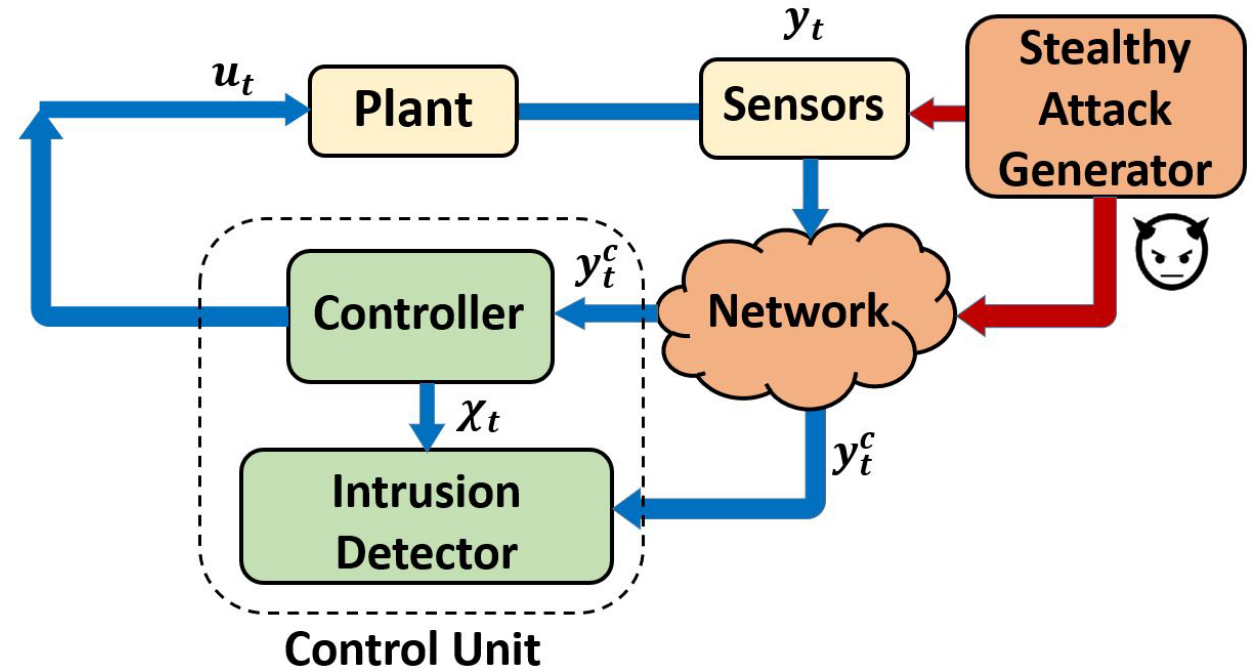 y_t
Stealthy
Attack
Generator
u_t
Plant
Sensors
y_t^c
Controller
Network
χ_t
y_t^c
Intrusion
Detector
Control Unit